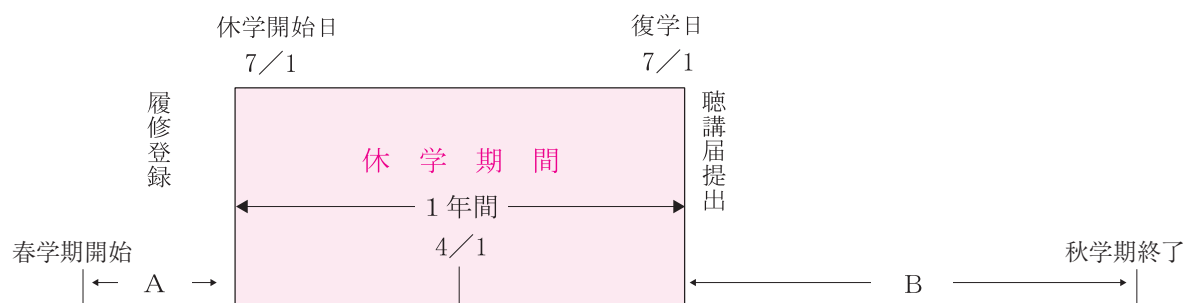 休学開始日
7／1
復学日
7／1
履修登録
聴講届提出
休学期間
1年間
4／1
春学期開始
秋学期終了
A
B